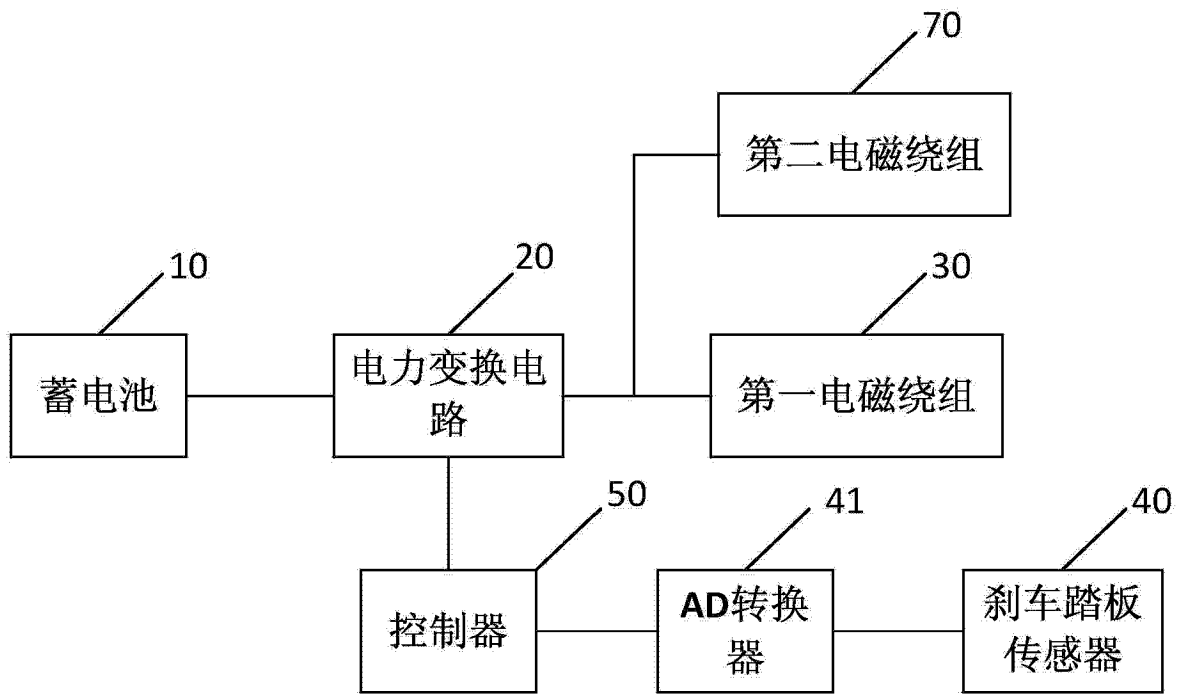 70
第二电磁绕组
10
20
30
蓄电池
电力变换电
路
第一电磁绕组
50
41
40
控制器
AD转换
器
刹车踏板
传感器